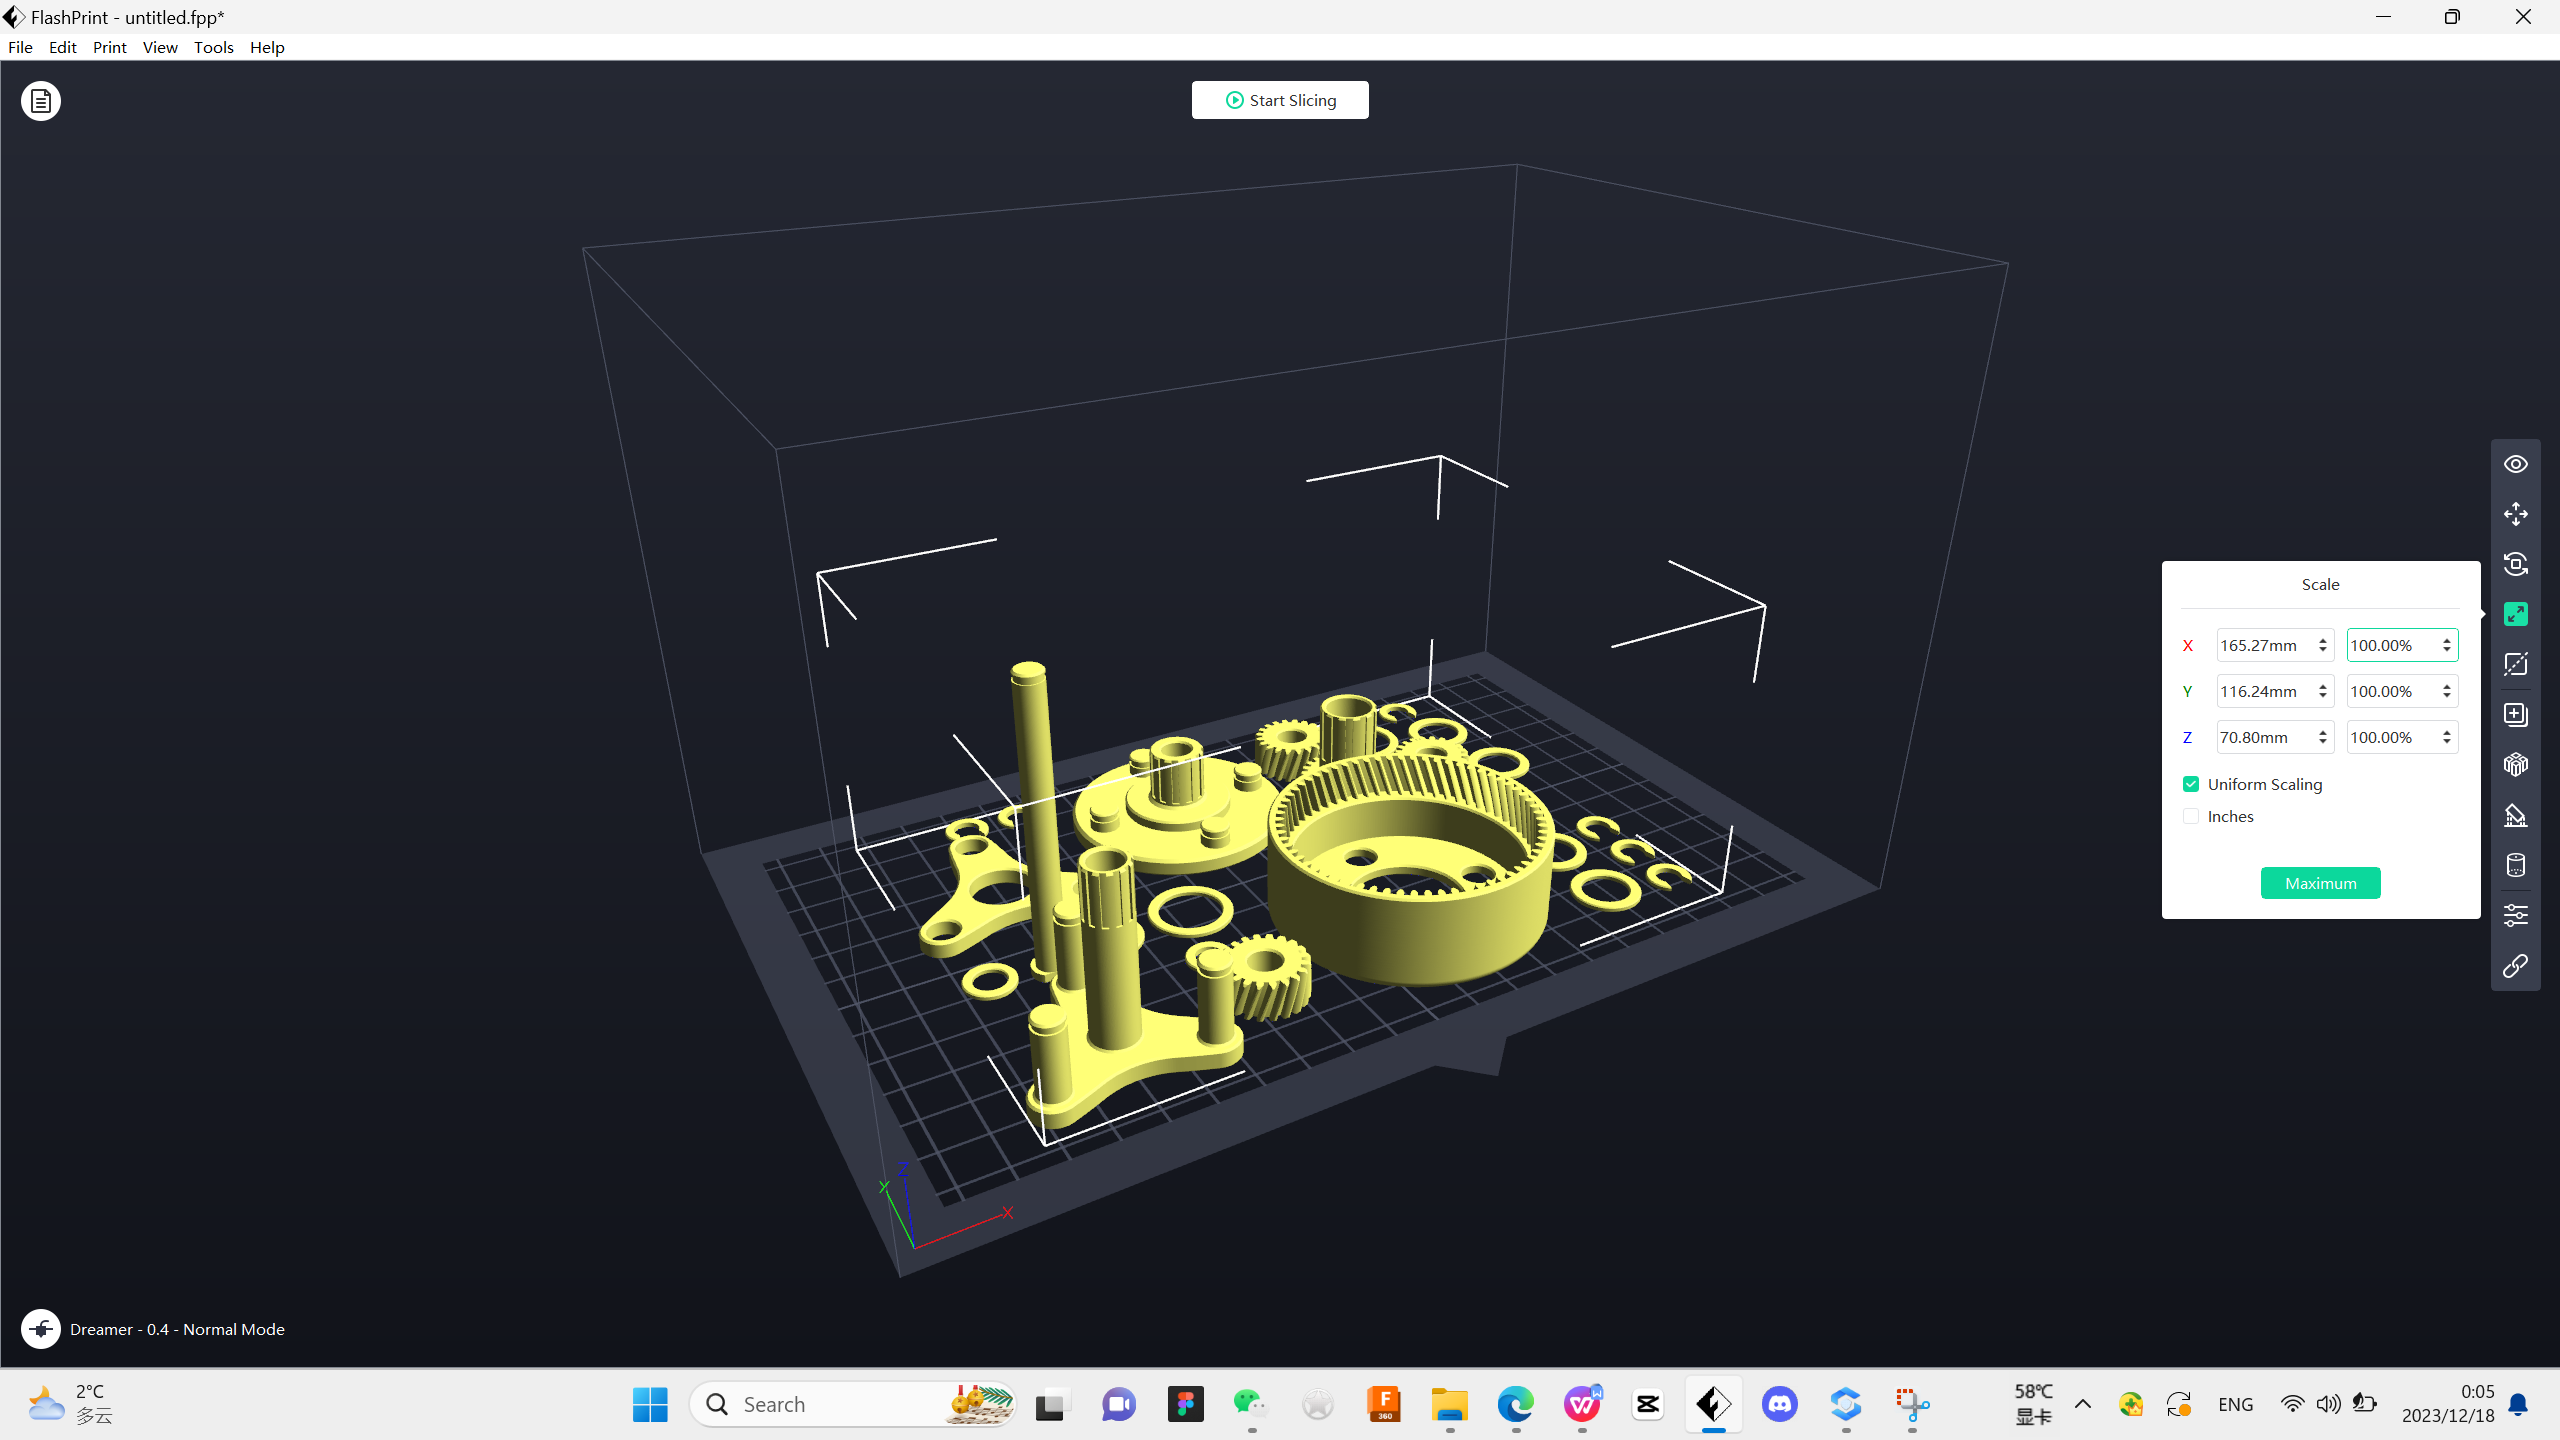 FlashPrint - untitled.fpp*
File Edit Print View Tools Help
Start Slicing
Scale
X 165.27mm 100.00%
Y 116.24mm 100.00%
Z 70.80mm 100.00%
Uniform Scaling
Inches
Maximum
Z
Y
X
Dreamer - 0.4 - Normal Mode
2°C
多云
Search
F
360
W
58℃
显卡
ENG
0:05
2023/12/18